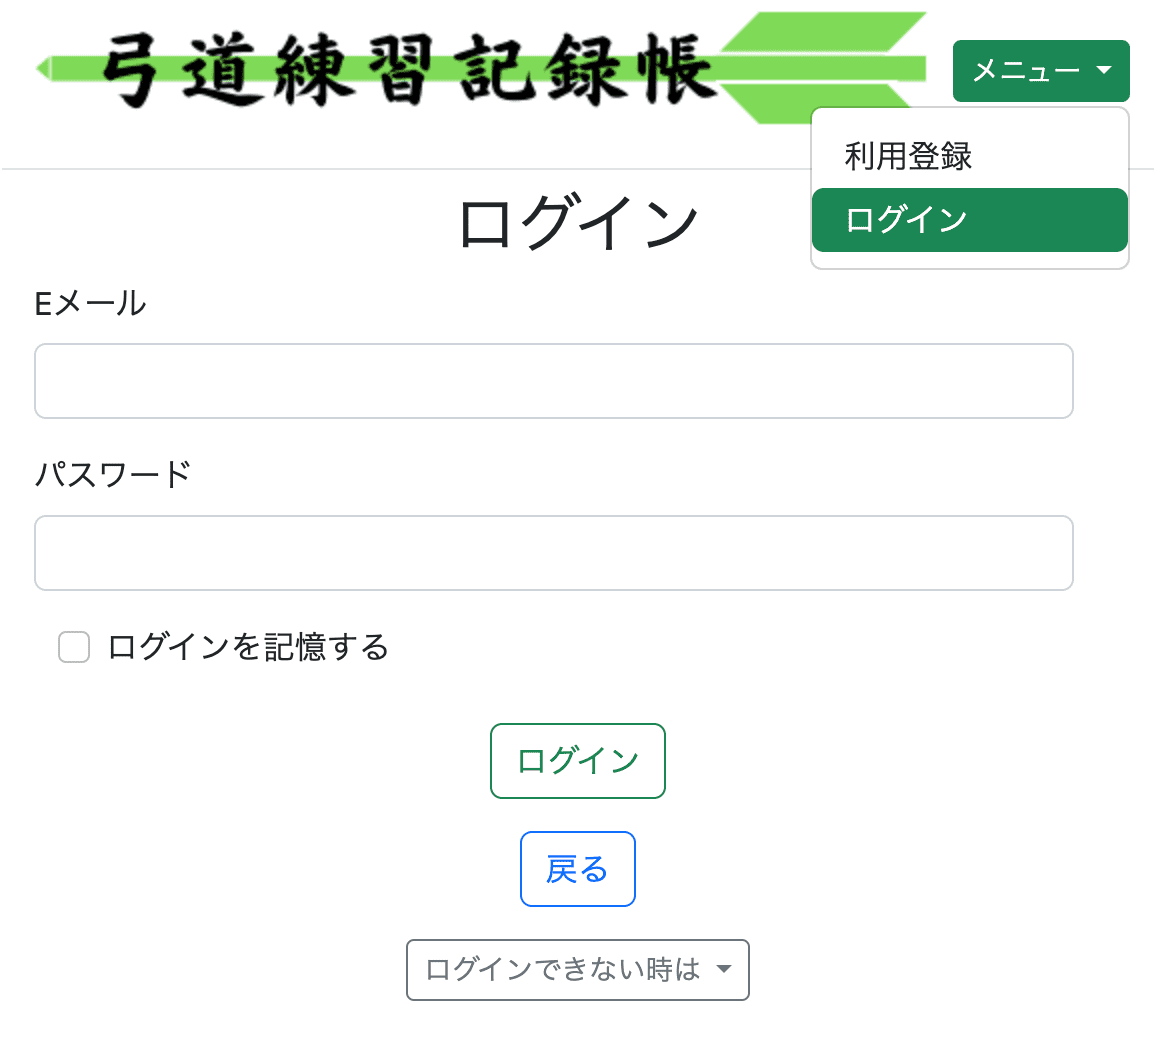 弓道練習記録帳
メニュー
利用登録
ログイン
ログイン
Eメール
パスワード
ログインを記憶する
ログイン
戻る
ログインできない時は